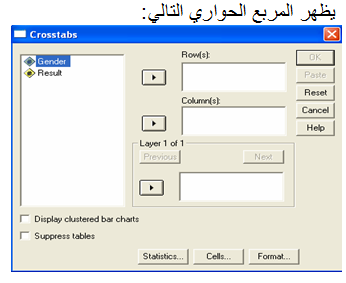 يظهر المربع الحواري التالي:
Crosstabs
Gender
Result
Row(s):
Column(s):
OK
Paste
Reset
Cancel
Help
Layer 1 of 1
Previous
Next
Display clustered bar charts
Suppress tables
Statistics...
Cells...
Format...